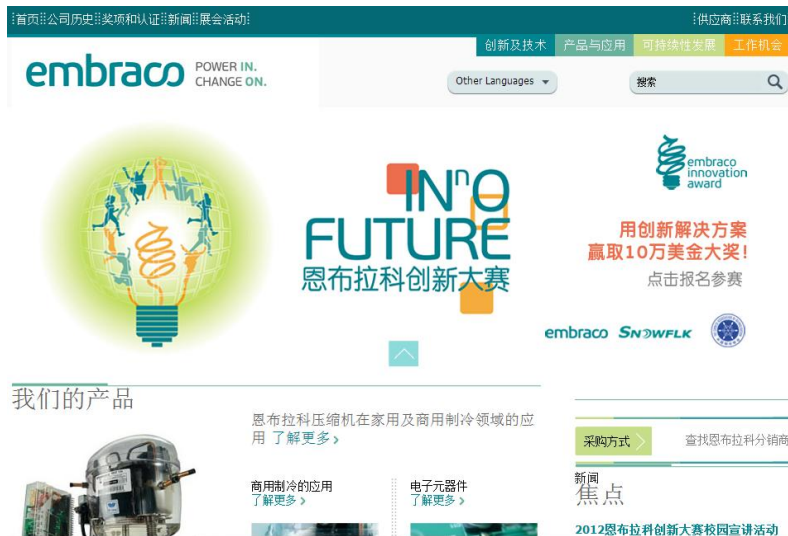 首页 公司历史 奖项和认证 新闻 展会活动
供应商 联系我们
创新及技术 产品与应用 可持续性发展 工作机会
embraco POWER IN. CHANGE ON.
Other Languages
搜索
INnO
FUTURE
恩布拉科创新大赛
embraco
innovation
award
用创新解决方案
赢取10万美金大奖!
点击报名参赛
embraco SNOWFLK
我们的产品
恩布拉科压缩机在家用及商用制冷领域的应
用 了解更多›
商用制冷的应用
了解更多 ›
电子元器件
了解更多 ›
采购方式
查找恩布拉科分销商
新闻
焦点
2012恩布拉科创新大赛校园宣讲活动